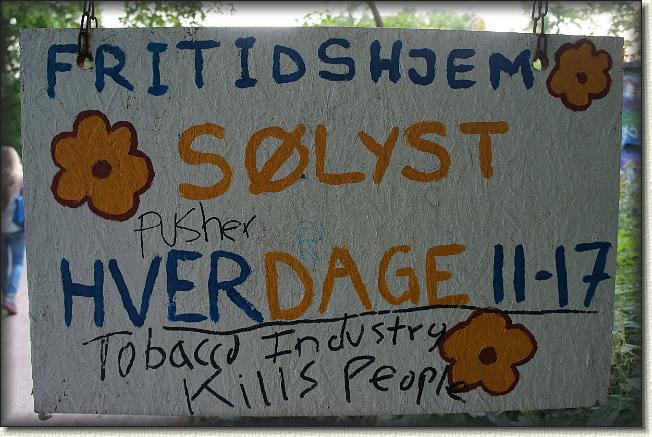 FRITIDSHJEM
SØLYST
pusher
HVERDAGE 11-17
Tobacco Industry
Kills People